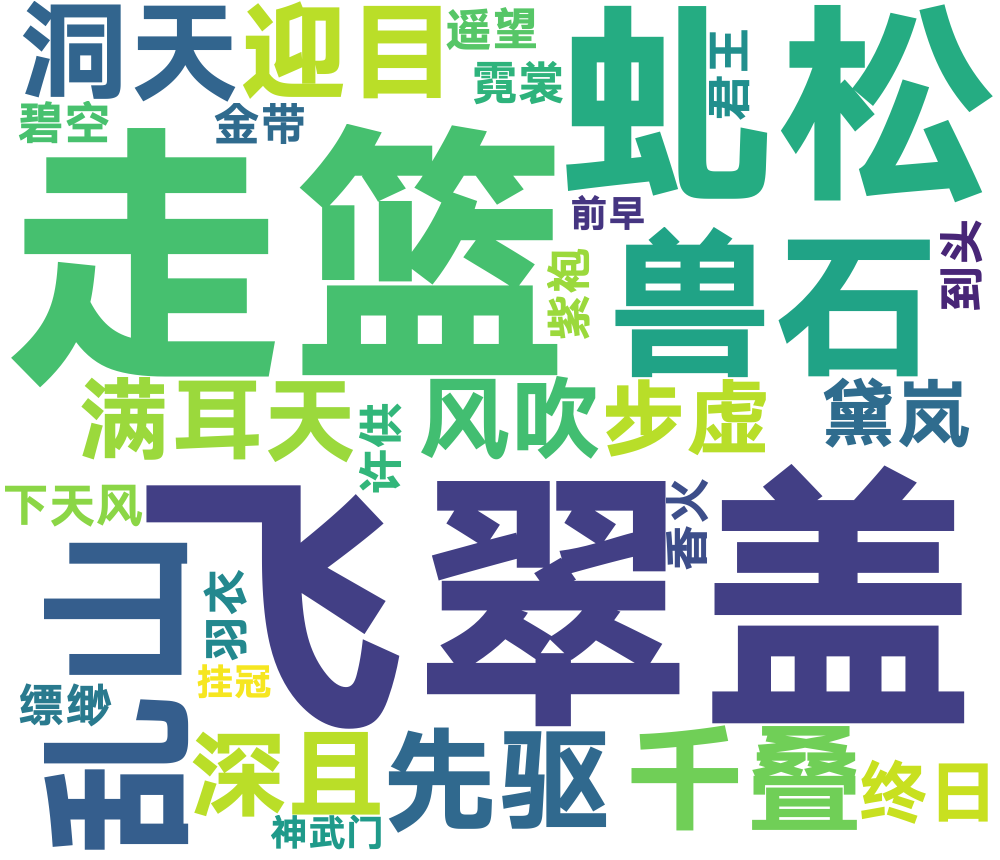 洞天
迎目
遥望
霓裳
碧空
金带
虬松
君王
走篮
前早
兽石
到头
紫袍
满耳天
许供
风吹
步虚
黛岚
下天风
飞翠盖
香火
乱山
羽衣
挂冠
缥缈
深且
先驱
千叠
终日
神武门